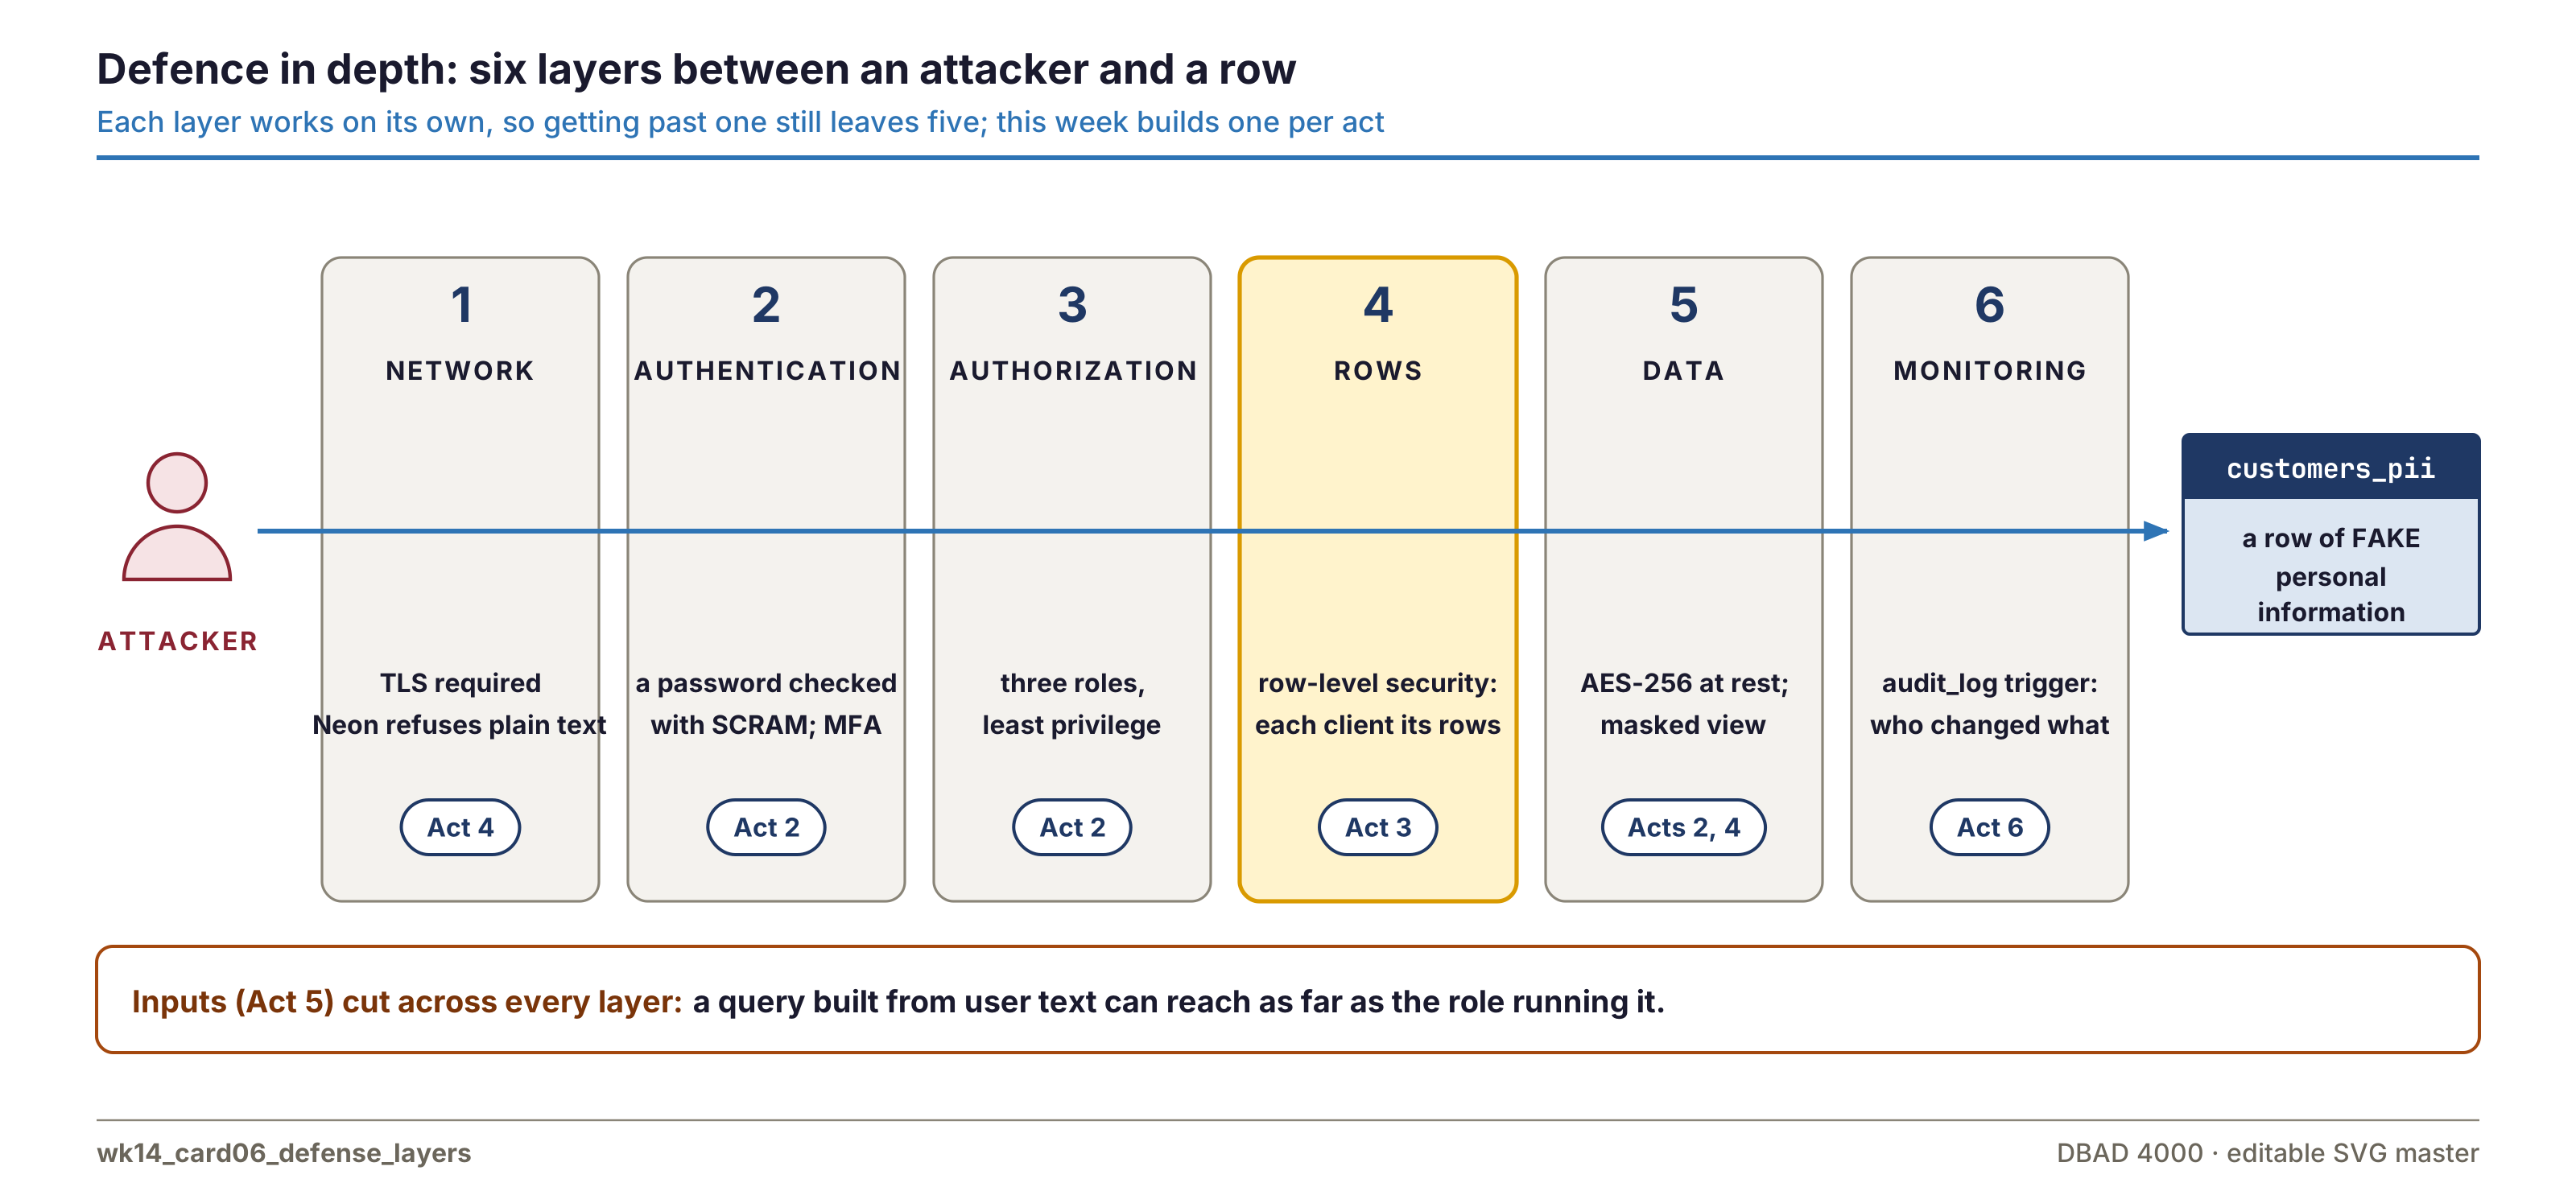 Defence in depth: six layers between an attacker and a row
Each layer works on its own, so getting past one still leaves five; this week builds one per act
ATTACKER
1
NETWORK
TLS required
Neon refuses plain text
Act 4
2
AUTHENTICATION
a password checked
with SCRAM; MFA
Act 2
3
AUTHORIZATION
three roles,
least privilege
Act 2
4
ROWS
row-level security:
each client its rows
Act 3
5
DATA
AES-256 at rest;
masked view
Acts 2, 4
6
MONITORING
audit_log trigger:
who changed what
Act 6
customers_pii
a row of FAKE
personal
information
Inputs (Act 5) cut across every layer: a query built from user text can reach as far as the role running it.
wk14_card06_defense_layers
DBAD 4000 · editable SVG master